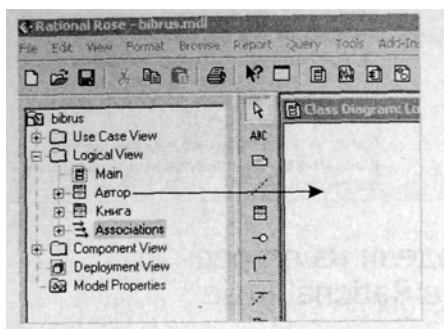 Rational Rose - bibrus.mdl
File Edit View Format Browse Report Query Tools Add-Ins
bibrus
Use Case View
Logical View
Main
Автор
Книга
Associations
Component View
Deployment View
Model Properties
ABC
Class Diagram: Lo